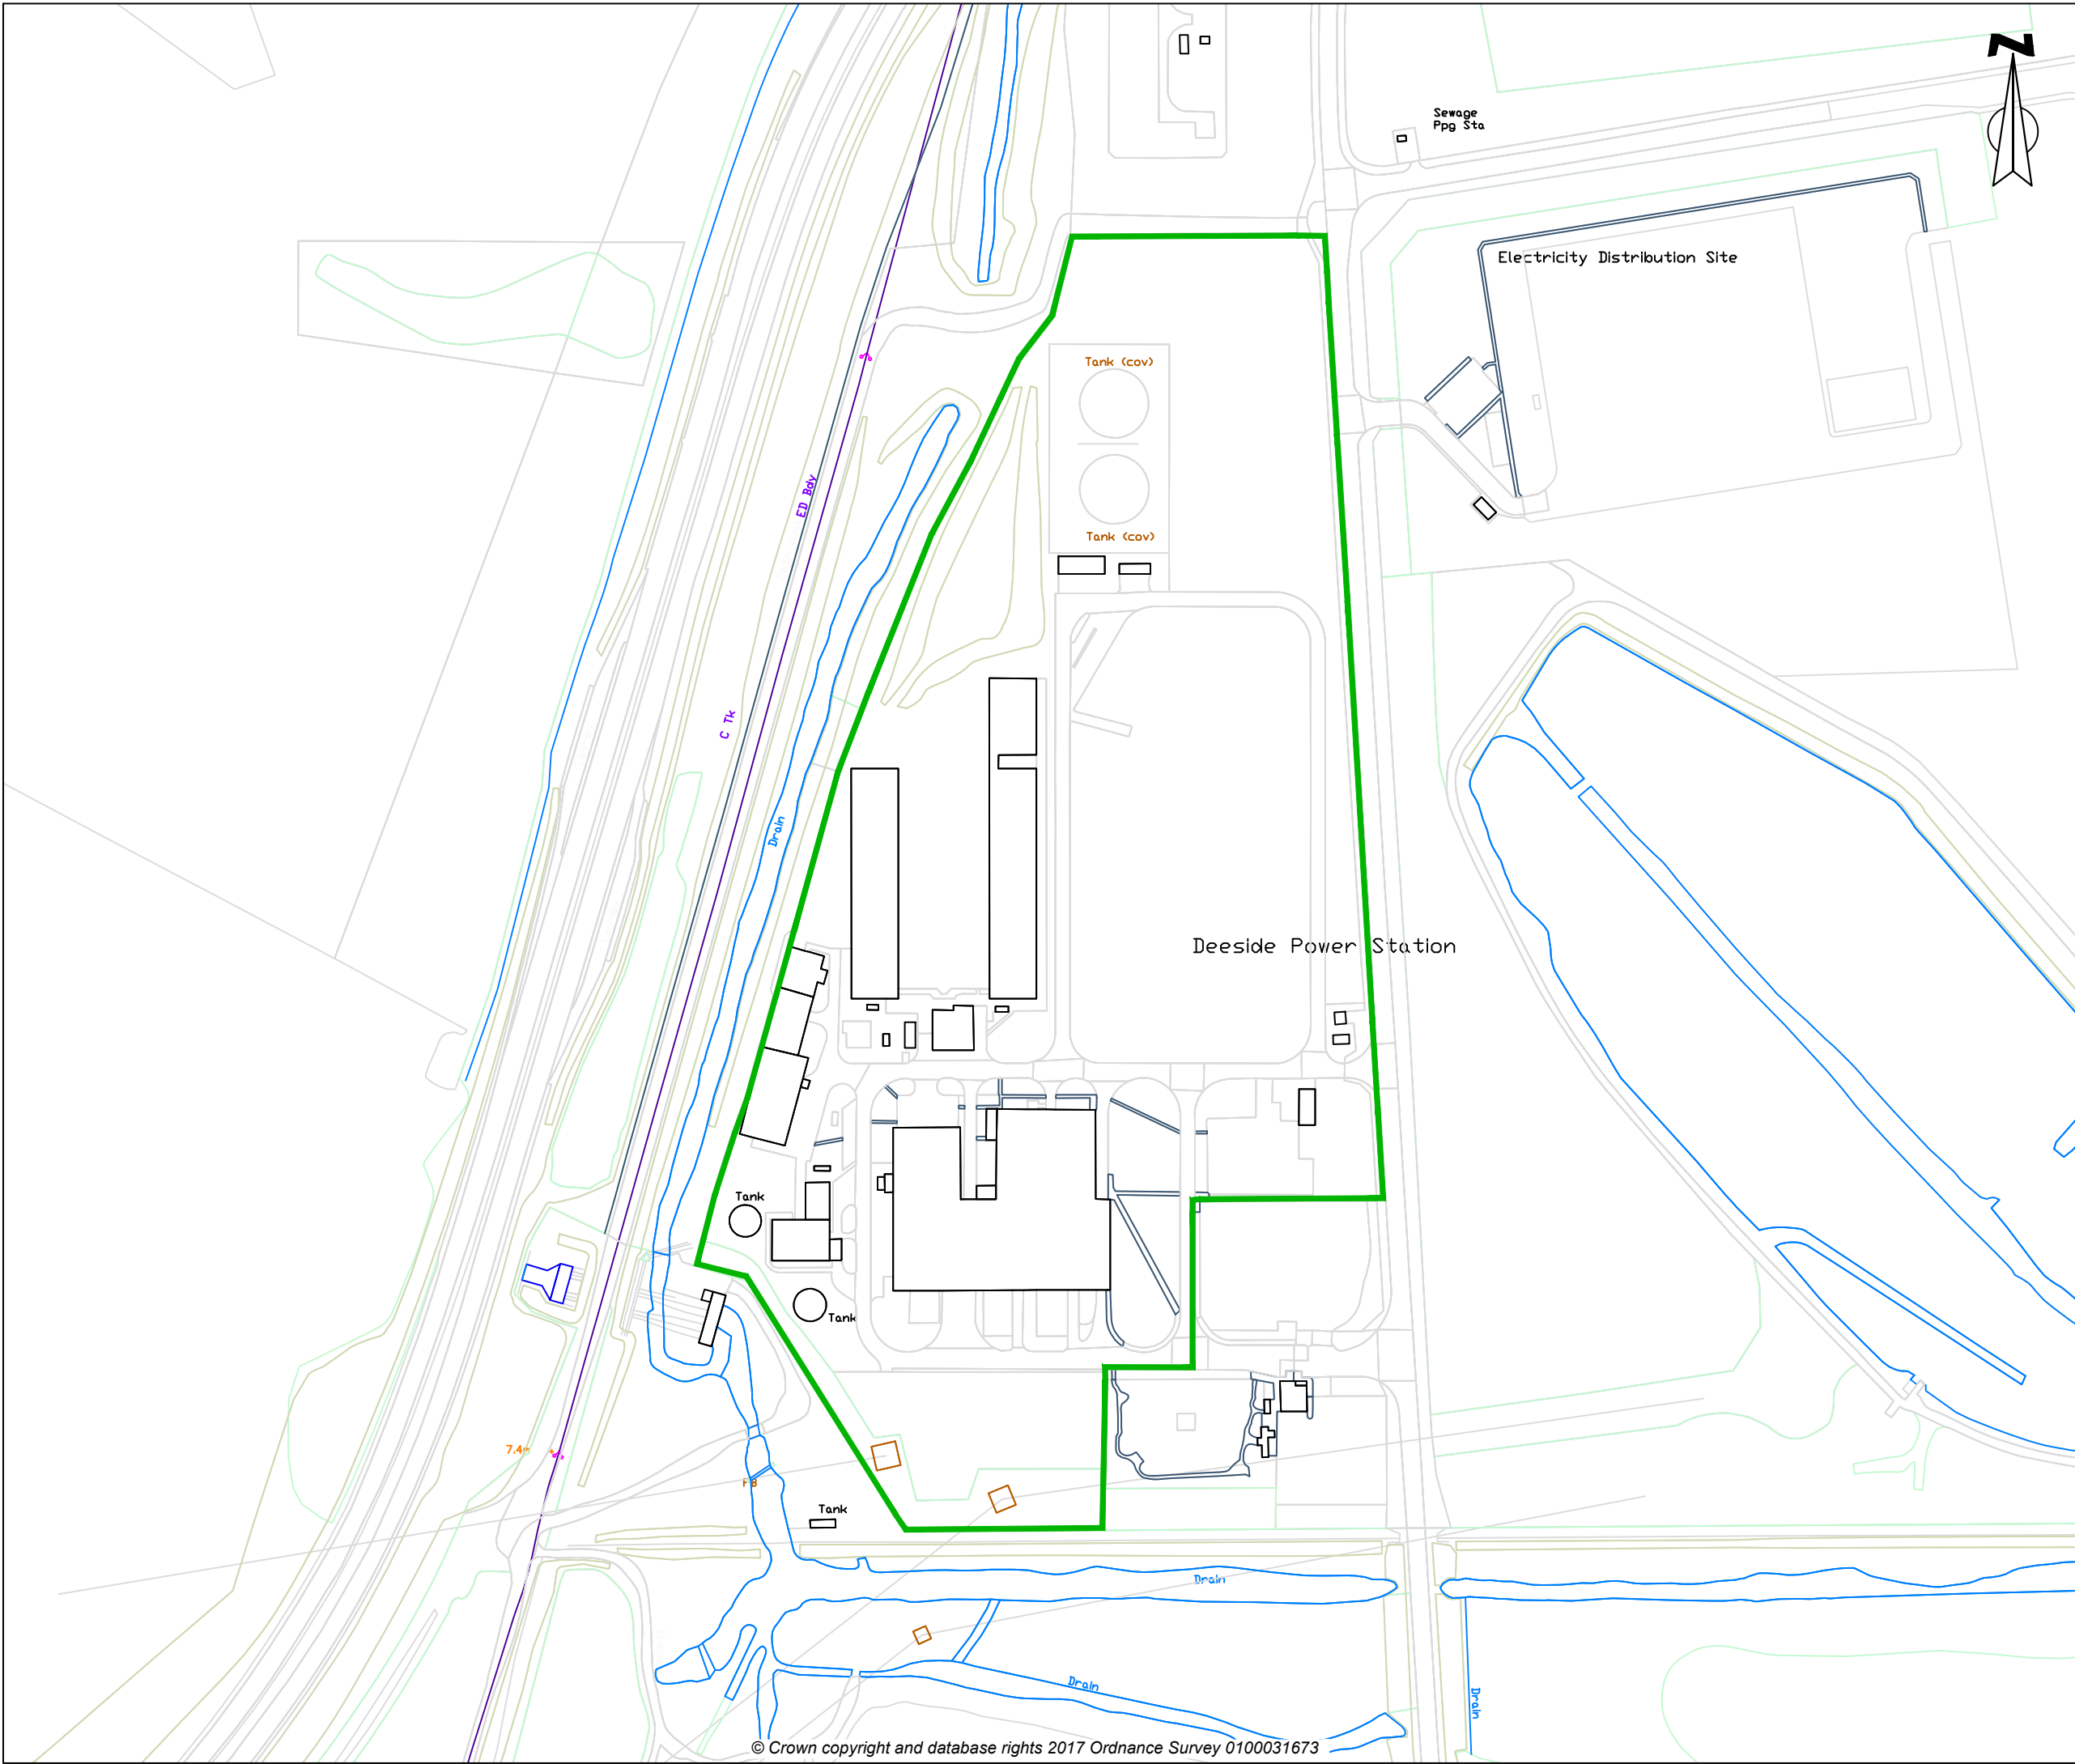 N
Sewage
Ppg Sta
Electricity Distribution Site
Tank (cov)
ED Bdy
Tank (cov)
C Tk
Drain
Deeside Power Station
Tank
Tank
7.4m
FB
Tank
Drain
Drain
Drain
© Crown copyright and database rights 2017 Ordnance Survey 0100031673